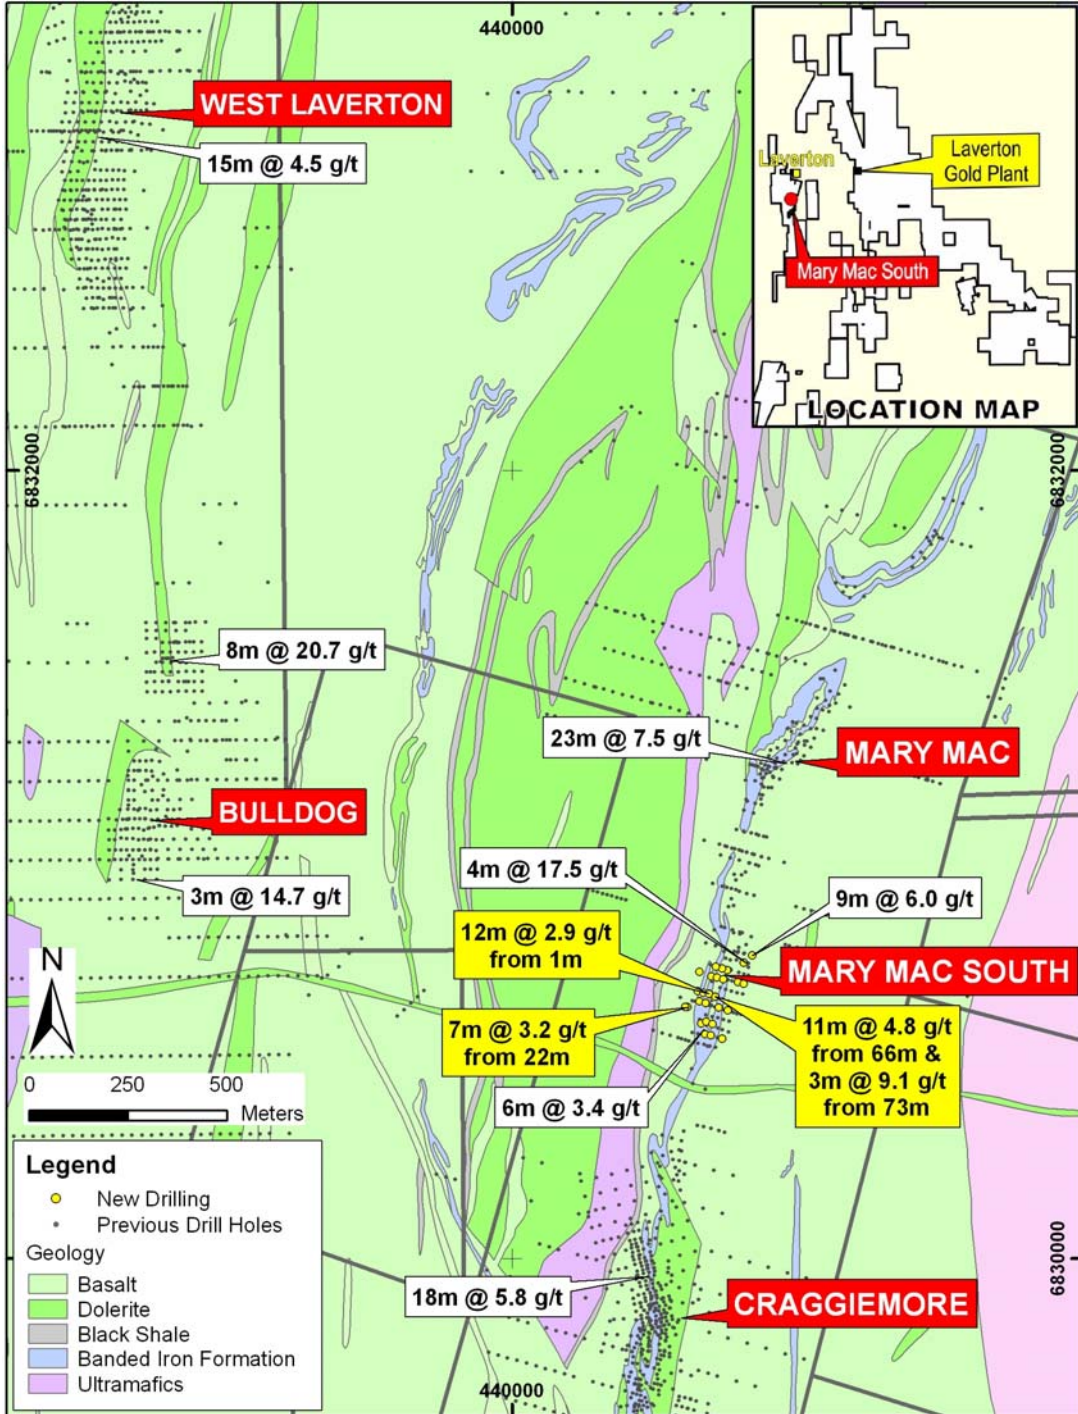 440000
WEST LAVERTON
15m @ 4.5 g/t
Laverton
Laverton
Gold Plant
Mary Mac South
LOCATION MAP
6832000
6832000
8m @ 20.7 g/t
23m @ 7.5 g/t
MARY MAC
BULLDOG
3m @ 14.7 g/t
4m @ 17.5 g/t
9m @ 6.0 g/t
12m @ 2.9 g/t
from 1m
MARY MAC SOUTH
7m @ 3.2 g/t
from 22m
11m @ 4.8 g/t
from 66m &
3m @ 9.1 g/t
from 73m
6m @ 3.4 g/t
N
0 250 500
Meters
Legend
New Drilling
Previous Drill Holes
Geology
Basalt
Dolerite
Black Shale
Banded Iron Formation
Ultramafics
18m @ 5.8 g/t
CRAGGIEMORE
6830000
440000